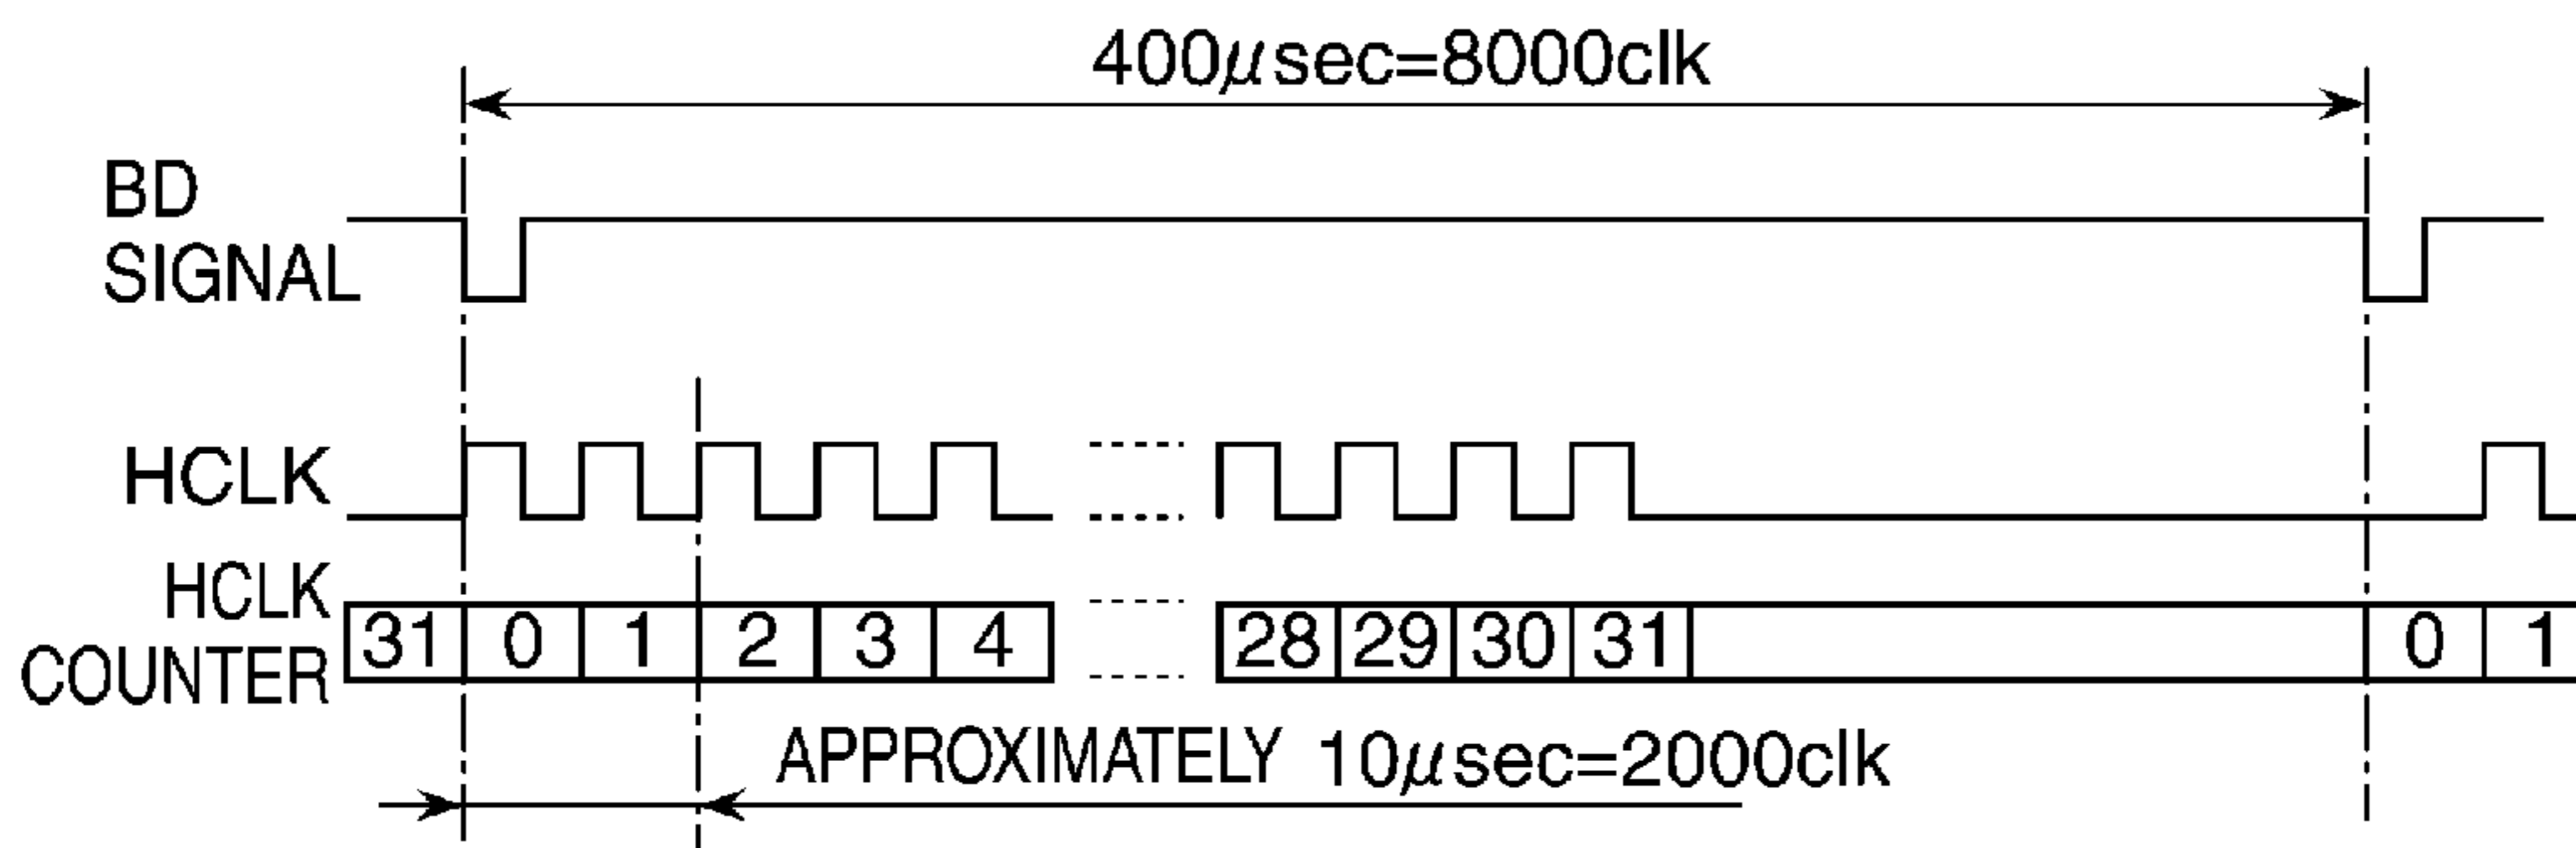 400μsec=8000clk
BD
SIGNAL
HCLK
HCLK
COUNTER
31 0 1 2 3 4 28 29 30 31 0 1
APPROXIMATELY 10μsec=2000clk